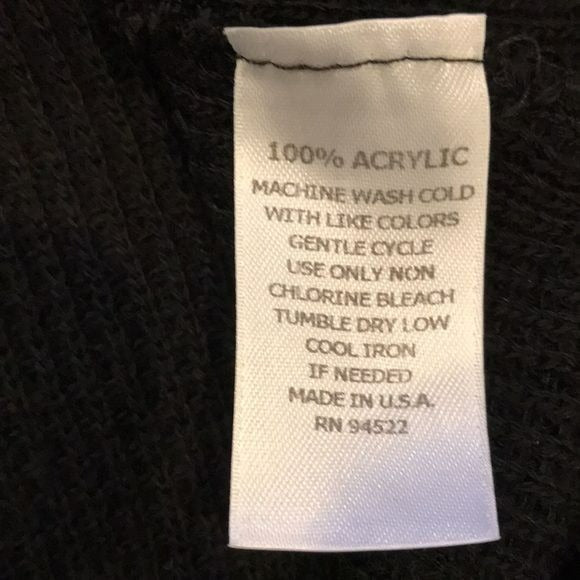 100% ACRYLIC
MACHINE WASH COLD
WITH LIKE COLORS
GENTLE CYCLE
USE ONLY NON
CHLORINE BLEACH
TUMBLE DRY LOW
COOL IRON
IF NEEDED
MADE IN U.S.A.
RN 94522